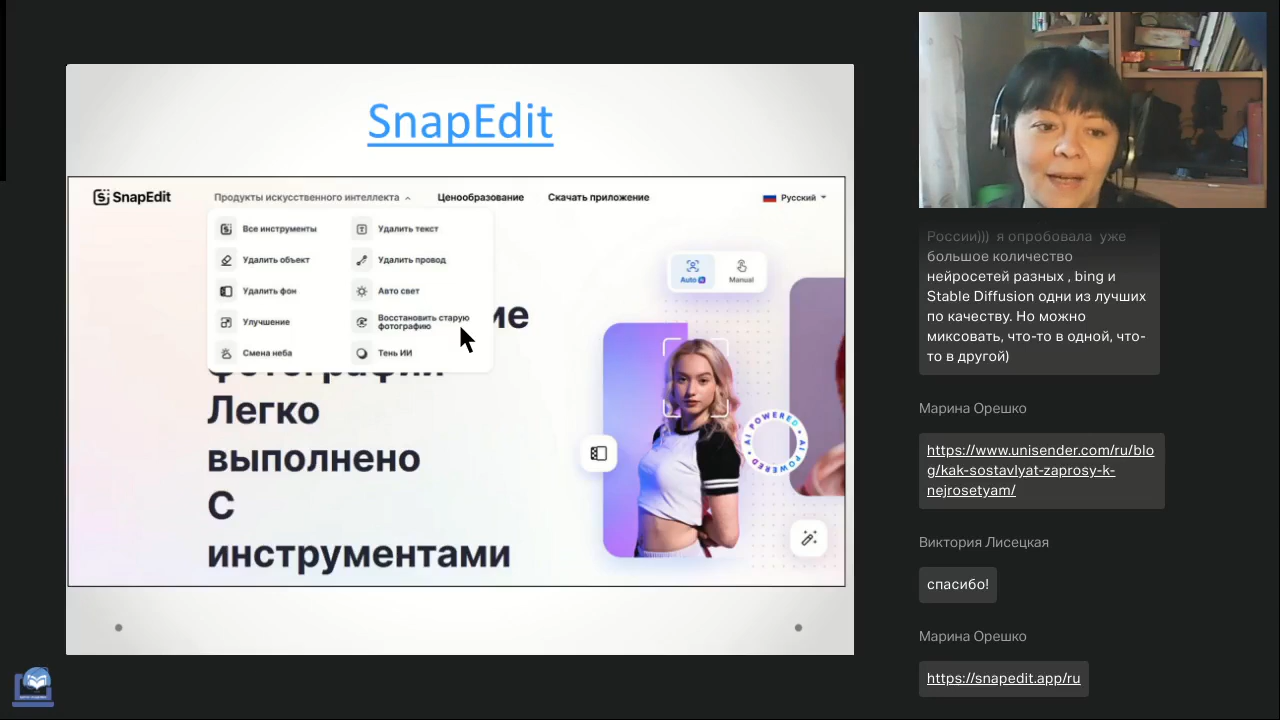 SnapEdit
SnapEdit
Продукты искусственного интеллекта
Ценообразование
Скачать приложение
Русский
Все инструменты
Удалить текст
Удалить объект
Удалить провод
Удалить фон
Авто свет
Улучшение
Восстановить старую
фотографию
Смена неба
Тень ИИ
ие
фотографий
Легко
выполнено
С
инструментами
Auto
Manual
AI POWERED • AI POWERED •
России))) я опробовала уже
большое количество
нейросетей разных , bing и
Stable Diffusion одни из лучших
по качеству. Но можно
миксовать, что-то в одной, что-
то в другой)
Марина Орешко
https://www.unisender.com/ru/blo
g/kak-sostavlyat-zaprosy-k-
nejrosetyam/
Виктория Лисецкая
спасибо!
Марина Орешко
https://snapedit.app/ru